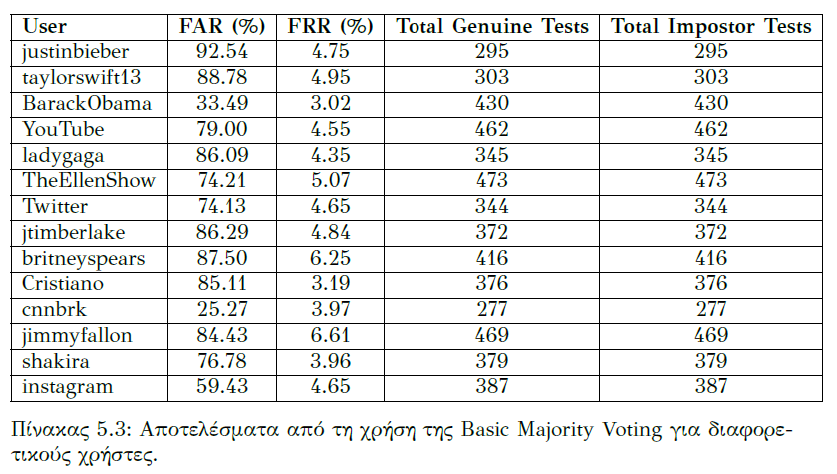 User FAR (%) FRR (%) Total Genuine Tests Total Impostor Tests
justinbieber 92.54 4.75 295 295
taylorswift13 88.78 4.95 303 303
BarackObama 33.49 3.02 430 430
YouTube 79.00 4.55 462 462
ladygaga 86.09 4.35 345 345
TheEllenShow 74.21 5.07 473 473
Twitter 74.13 4.65 344 344
jtimberlake 86.29 4.84 372 372
britneyspears 87.50 6.25 416 416
Cristiano 85.11 3.19 376 376
cnnbrk 25.27 3.97 277 277
jimmyfallon 84.43 6.61 469 469
shakira 76.78 3.96 379 379
instagram 59.43 4.65 387 387
Πίνακας 5.3: Αποτελέσματα από τη χρήση της Basic Majority Voting για διαφορε-
τικούς χρήστες.